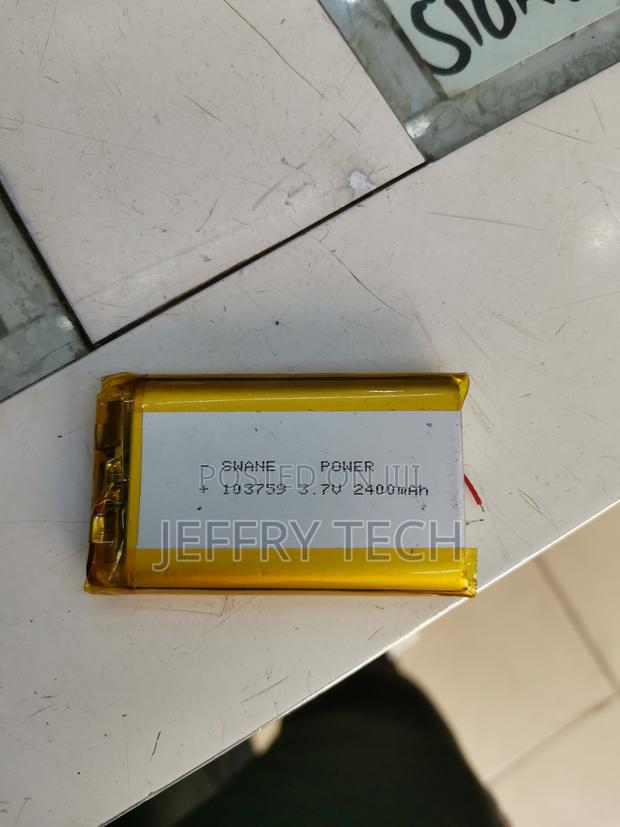 - SWANE POWER
POSTED ON JIJI
+ 103759 3.7V 2400mAh
JEFFRY TECH